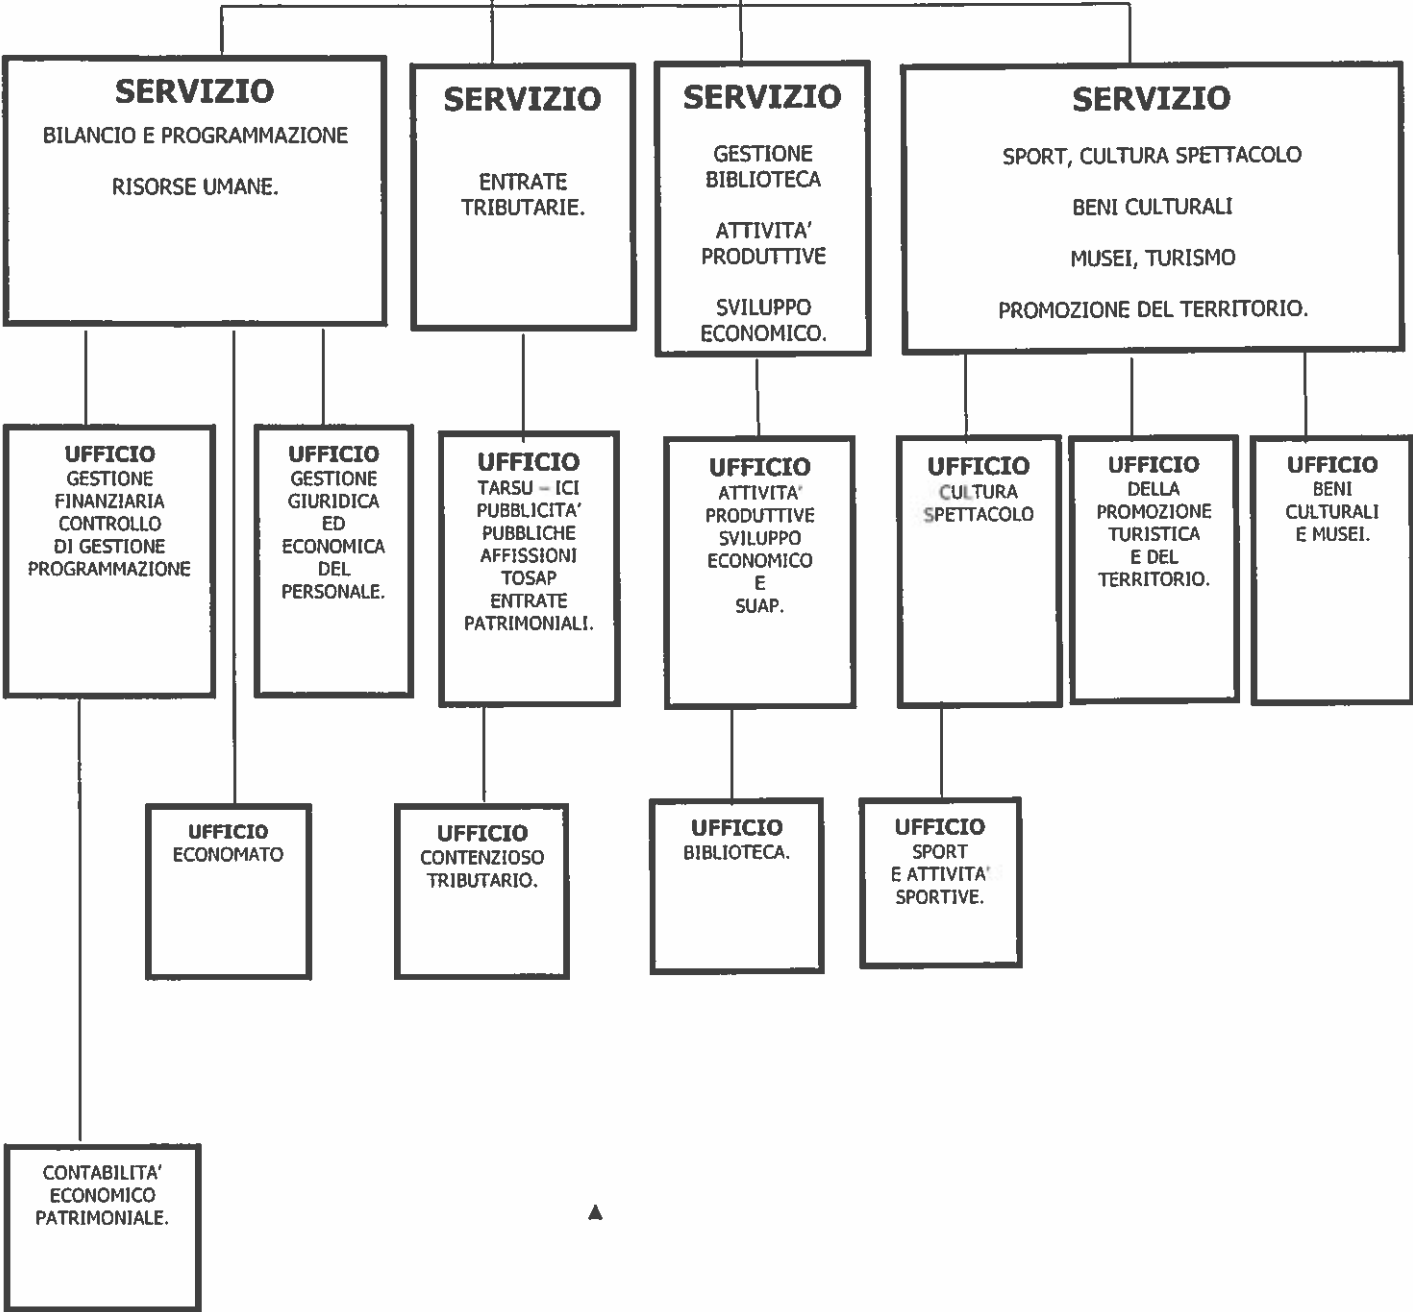 SERVIZIO
BILANCIO E PROGRAMMAZIONE
RISORSE UMANE.
SERVIZIO
ENTRATE
TRIBUTARIE.
SERVIZIO
GESTIONE
BIBLIOTECA
ATTIVITA'
PRODUTTIVE
SVILUPPO
ECONOMICO.
SERVIZIO
SPORT, CULTURA SPETTACOLO
BENI CULTURALI
MUSEI, TURISMO
PROMOZIONE DEL TERRITORIO.
UFFICIO
GESTIONE
FINANZIARIA
CONTROLLO
DI GESTIONE
PROGRAMMAZIONE
UFFICIO
GESTIONE
GIURIDICA
ED
ECONOMICA
DEL
PERSONALE.
UFFICIO
TARSU – ICI
PUBBLICITA'
PUBBLICHE
AFFISSIONI
TOSAP
ENTRATE
PATRIMONIALI.
UFFICIO
ATTIVITA'
PRODUTTIVE
SVILUPPO
ECONOMICO
E
SUAP.
UFFICIO
CULTURA
SPETTACOLO
UFFICIO
DELLA
PROMOZIONE
TURISTICA
E DEL
TERRITORIO.
UFFICIO
BENI
CULTURALI
E MUSEI.
UFFICIO
ECONOMATO
UFFICIO
CONTENZIOSO
TRIBUTARIO.
UFFICIO
BIBLIOTECA.
UFFICIO
SPORT
E ATTIVITA'
SPORTIVE.
CONTABILITA'
ECONOMICO
PATRIMONIALE.